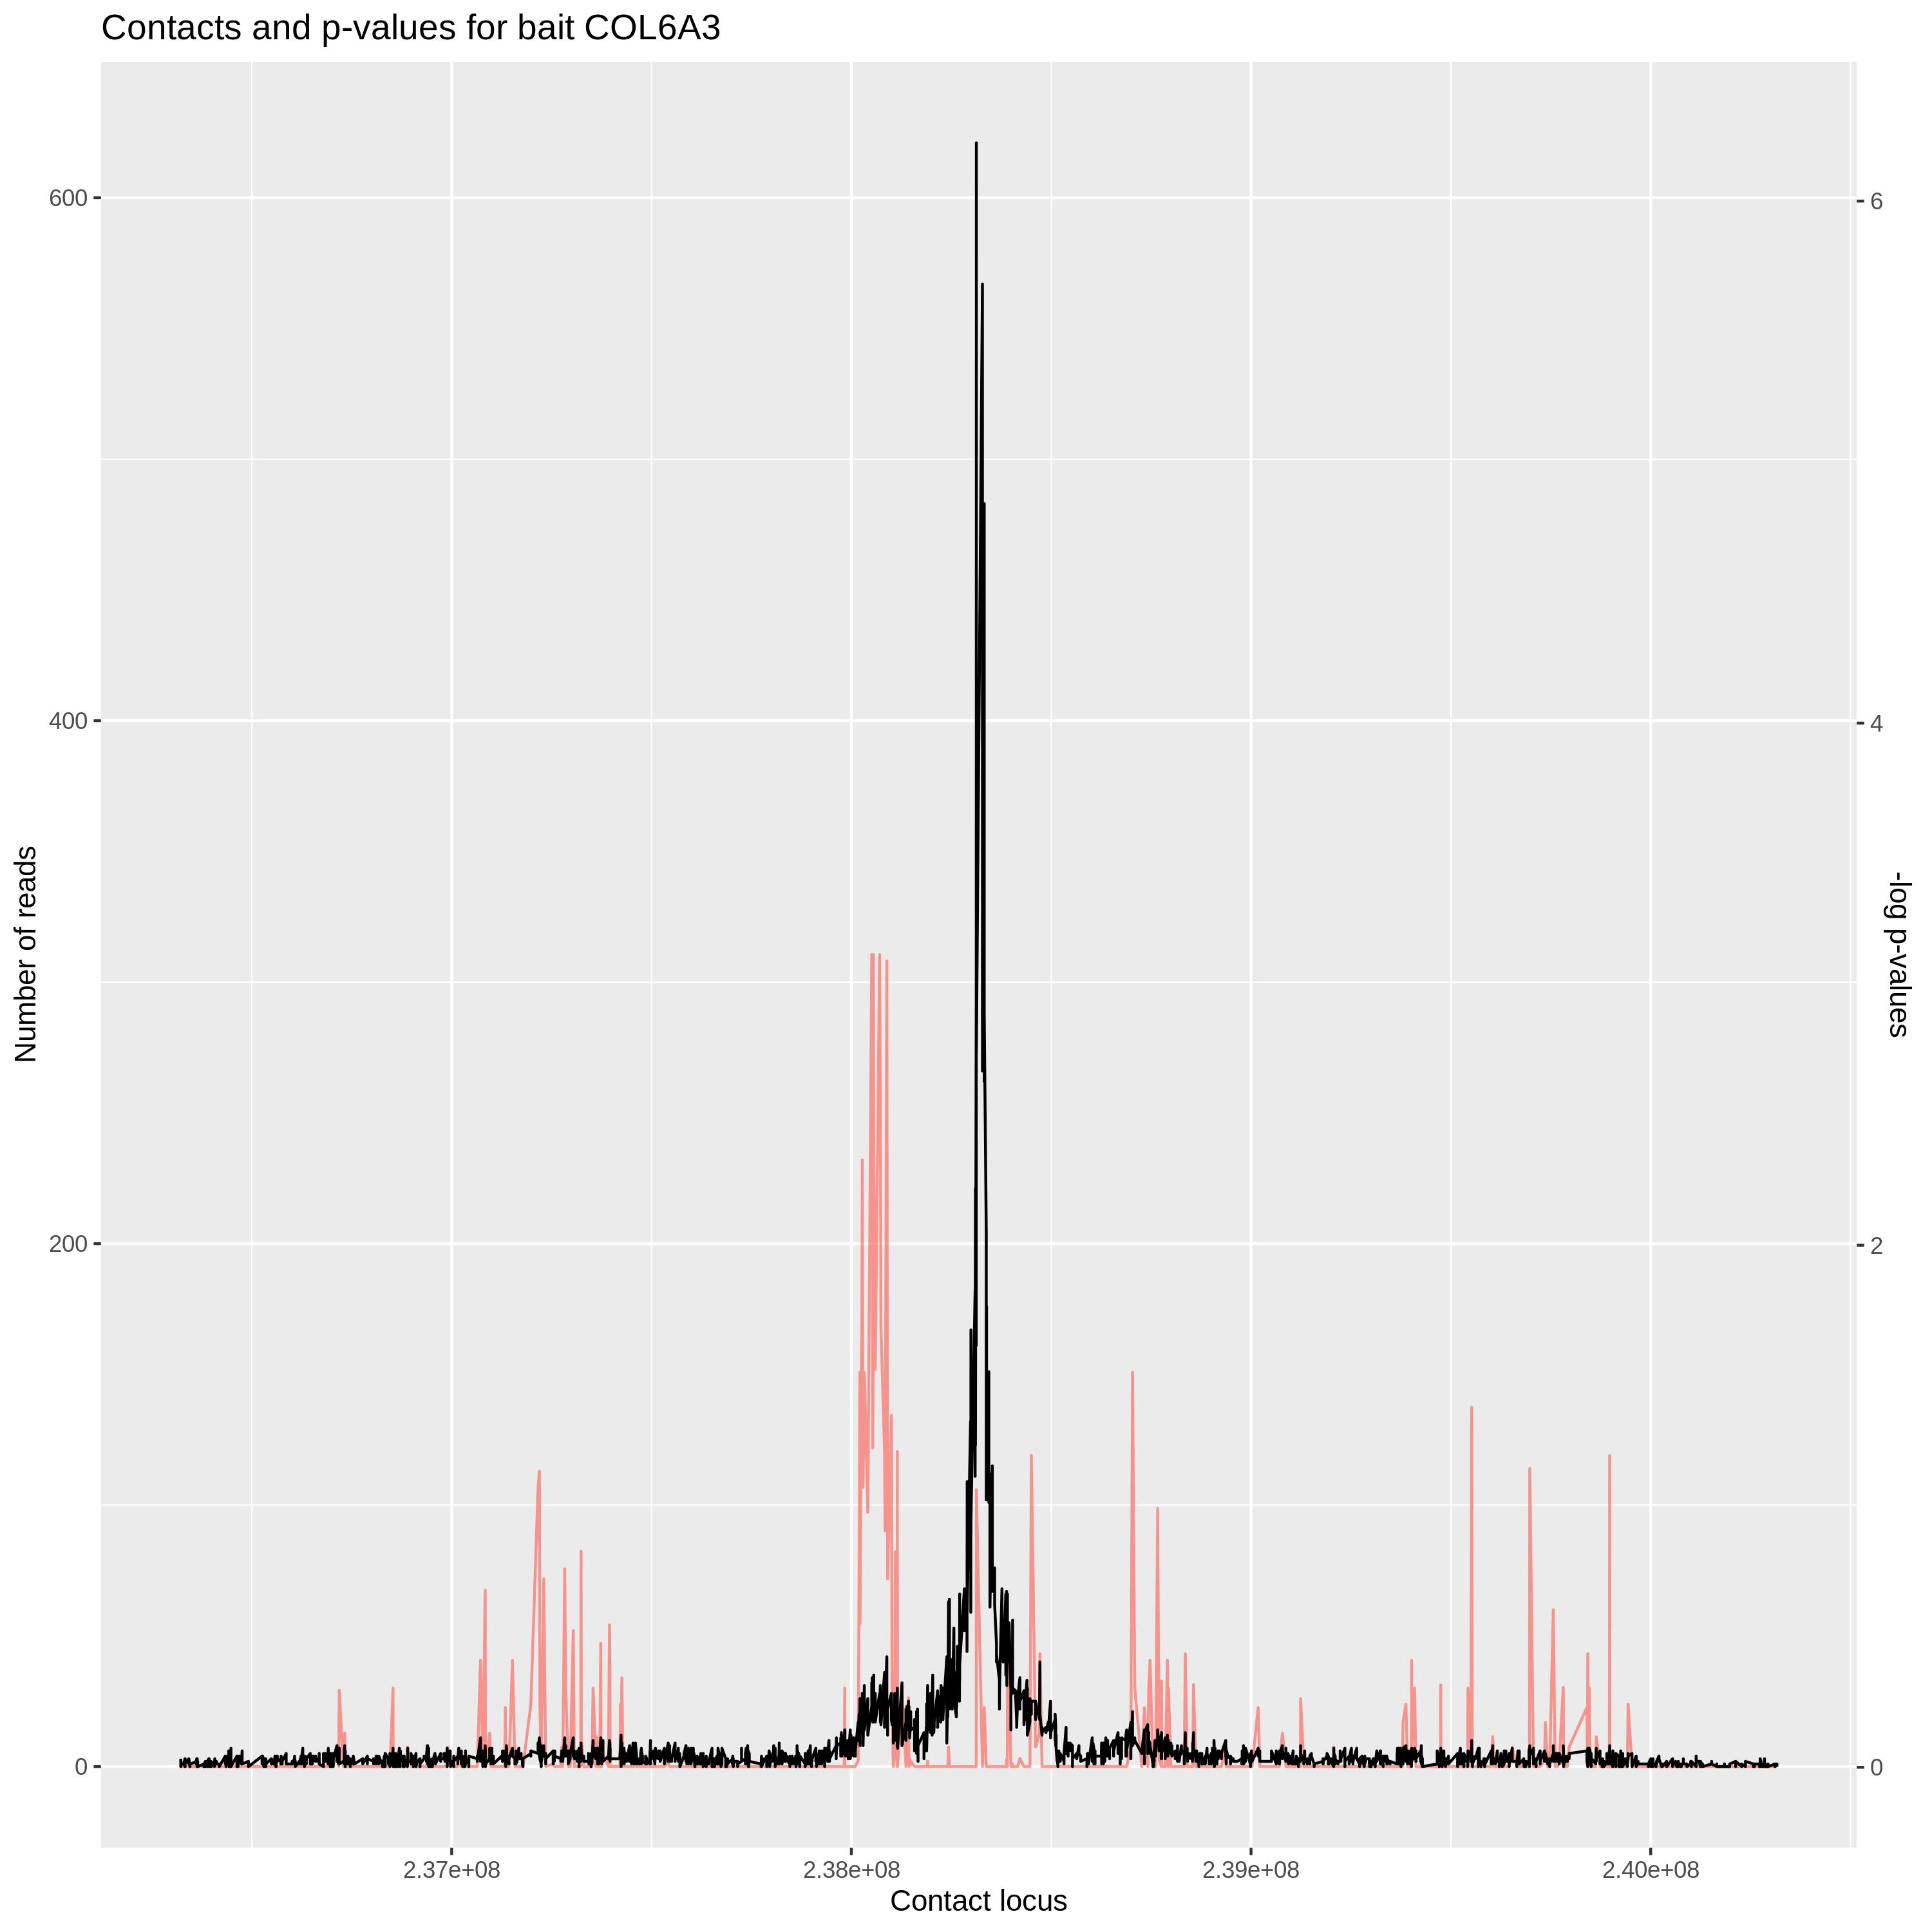 Contacts and p-values for bait COL6A3
600
400
200
0
Number of reads
6
4
2
0
-log p-values
2.37e+08
2.38e+08
2.39e+08
2.40e+08
Contact locus